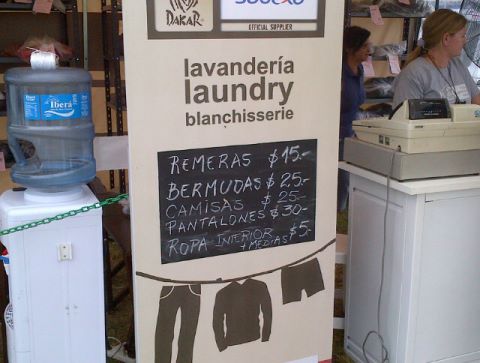 DAKAR
sodexo
OFFICIAL SUPPLIER
lavandería
laundry
blanchisserie
REMERAS $15.-
BERMUDAS $25.-
CAMISAS $25.-
PANTALONES $30.-
ROPA INTERIOR
+ MEDIAS $5.-
Iberá